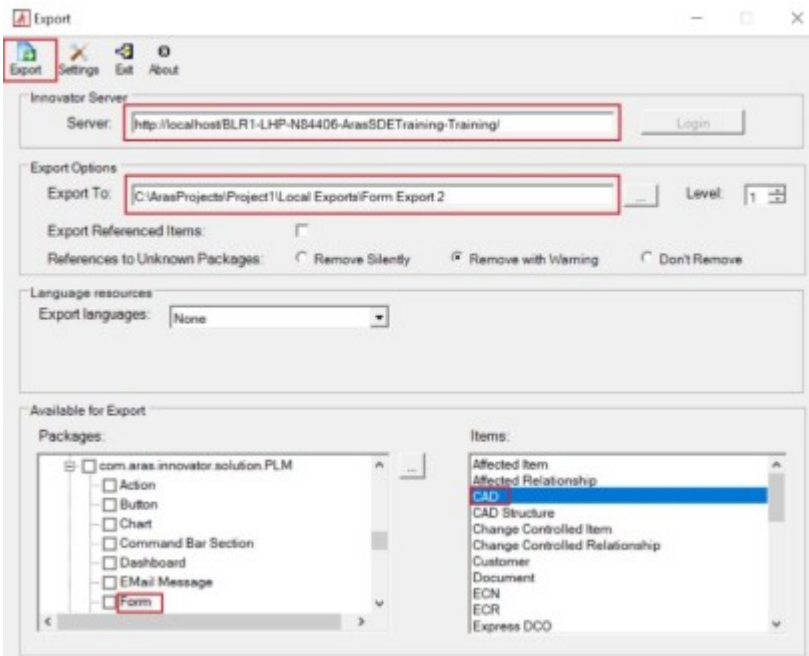 Export
Export Settings Exit About
Innovator Server
Server: http://localhost/BLR1-LHP-N84406-ArasSDETraining-Training/ Login
Export Options
Export To: C:\ArasProjects\Project1\Local Exports\Form Export 2 ... Level: 1
Export Referenced Items:
References to Unknown Packages: Remove Silently Remove with Warning Don't Remove
Language resources
Export languages: None
Available for Export
Packages: Items:
com.aras.innovator.solution.PLM ...
Action
Button
Chart
Command Bar Section
Dashboard
EMail Message
Form
Affected Item
Affected Relationship
CAD
CAD Structure
Change Controlled Item
Change Controlled Relationship
Customer
Document
ECN
ECR
Express DCO